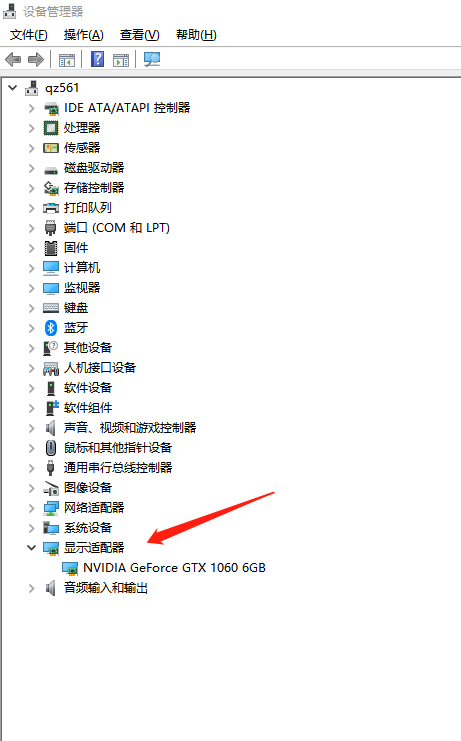 设备管理器
文件(F) 操作(A) 查看(V) 帮助(H)
qz561
IDE ATA/ATAPI 控制器
处理器
传感器
磁盘驱动器
存储控制器
打印队列
端口 (COM 和 LPT)
固件
计算机
监视器
键盘
蓝牙
其他设备
人机接口设备
软件设备
软件组件
声音、视频和游戏控制器
鼠标和其他指针设备
通用串行总线控制器
图像设备
网络适配器
系统设备
显示适配器
NVIDIA GeForce GTX 1060 6GB
音频输入和输出